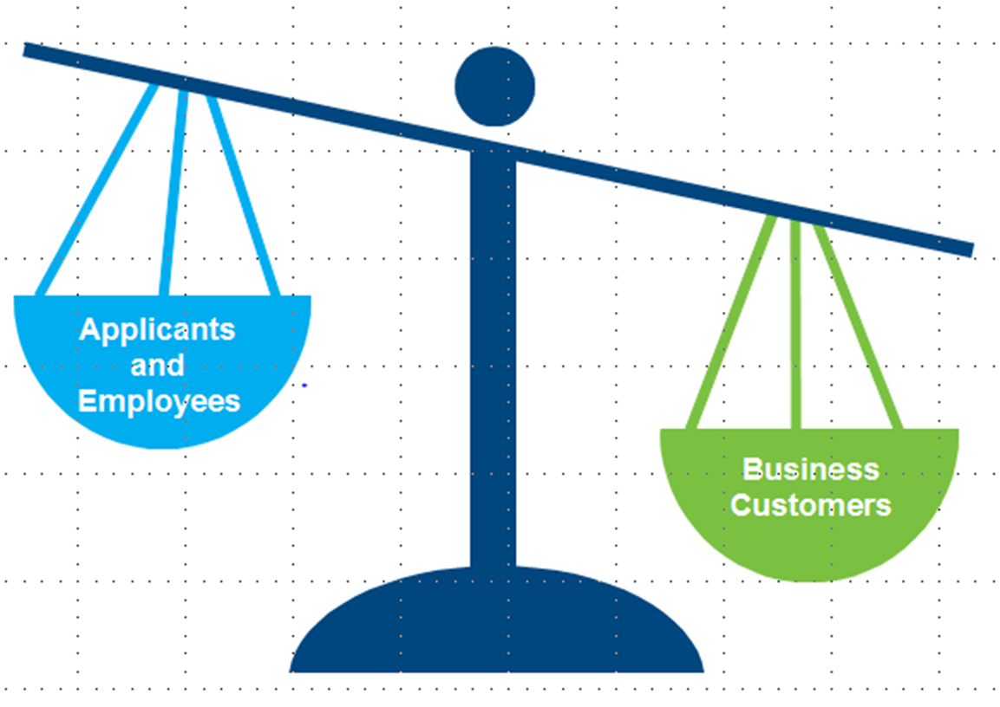 Applicants
and
Employees
Business
Customers